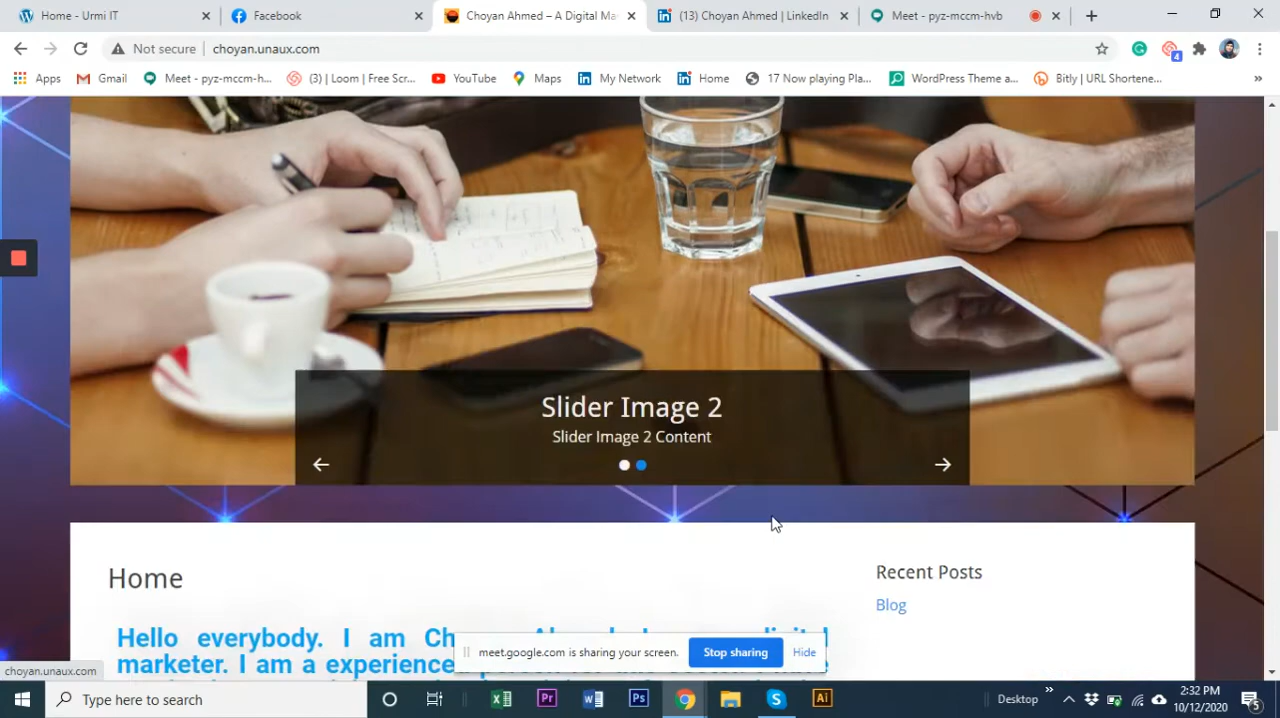 Home - Urmi IT
Facebook
Choyan Ahmed – A Digital Ma
(13) Choyan Ahmed | LinkedIn
Meet - pyz-mccm-hvb
Not secure | choyan.unaux.com
4
Apps
Gmail
Meet - pyz-mccm-h...
(3) | Loom | Free Scr...
YouTube
Maps
My Network
Home
17 Now playing Pla...
WordPress Theme a...
Bitly | URL Shortene...
»
Slider Image 2
Slider Image 2 Content
Home
Recent Posts
Blog
Hello everybody. I am
marketer. I am a
meet.google.com is sharing your screen.
Stop sharing
Hide
choyan.unaux.com
Type here to search
Desktop
»
2:32 PM
10/12/2020
5